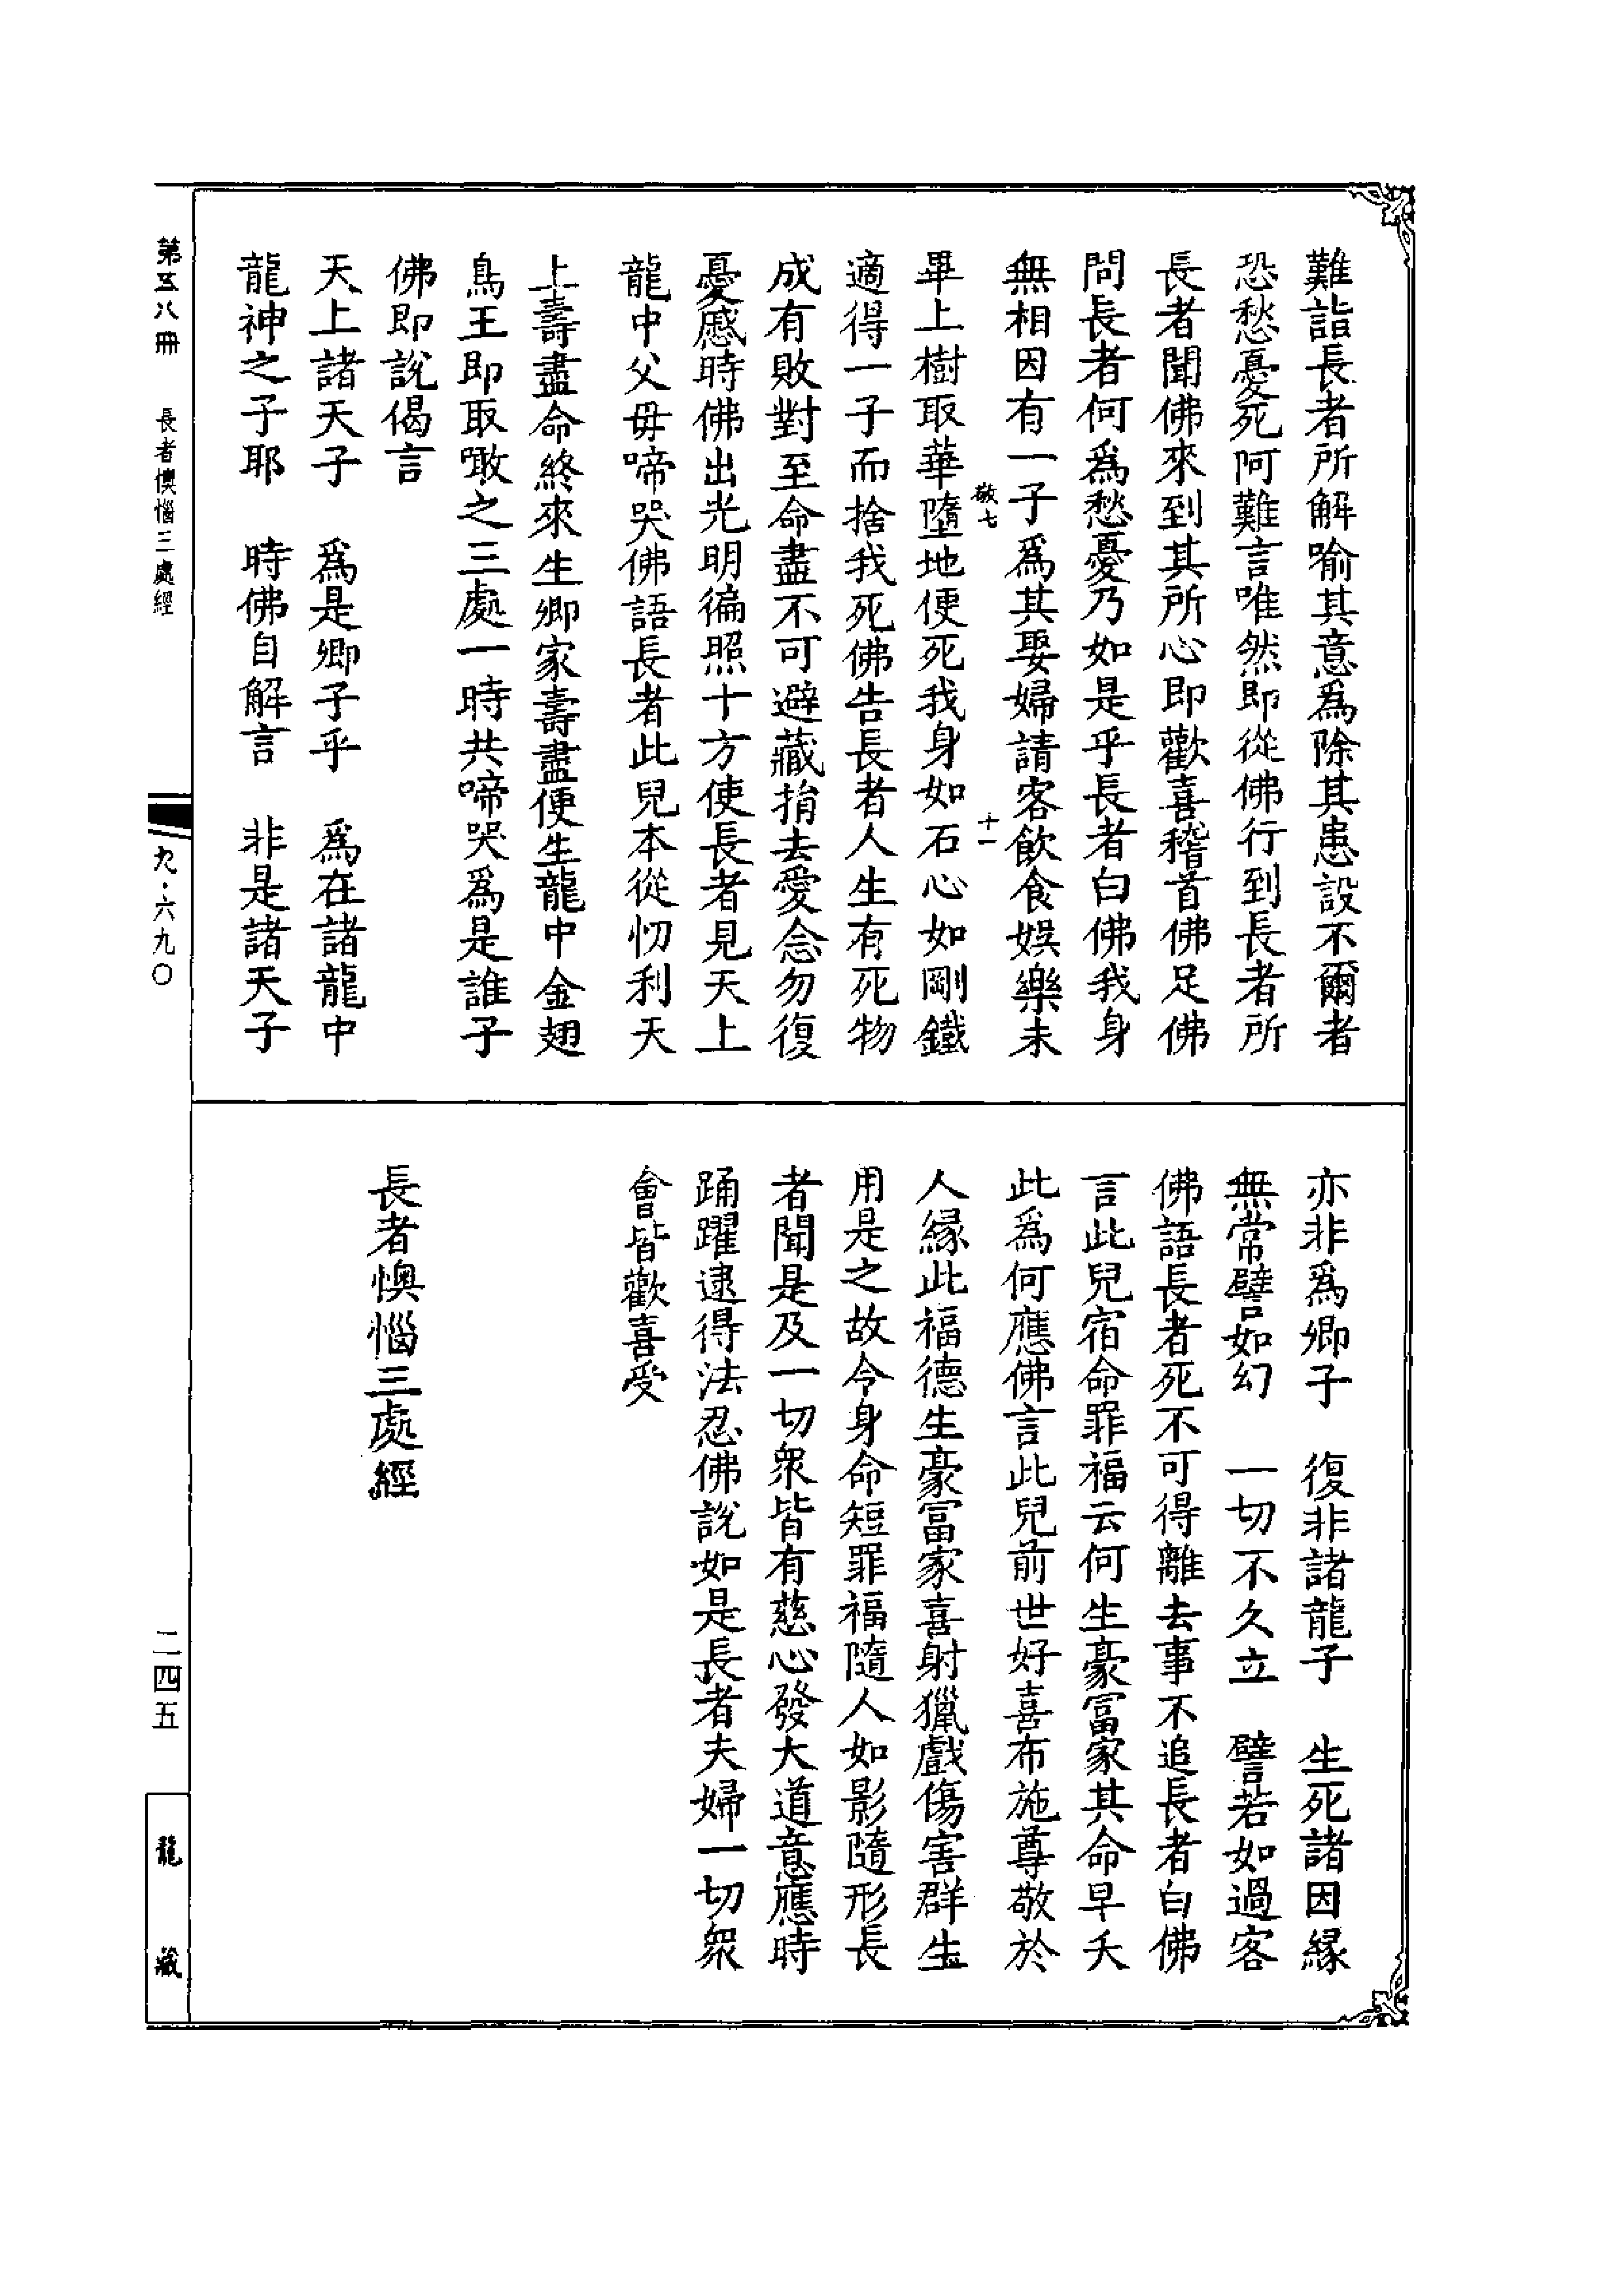 難詣長者所解喻其意爲除其患設不爾者
恐愁憂死阿難言唯然即從佛行到長者所
長者聞佛來到其所心即歡喜稽首佛足佛
問長者何爲愁憂乃如是乎長者白佛我身
無相因有一子爲其娶婦請客飲食娛樂未
敬七 十一
畢上樹取華墮地便死我身如石心如剛鐵
適得一子而捨我死佛告長者人生有死物
成有敗對至命盡不可避藏捐去愛念勿復
憂慼時佛出光明徧照十方使長者見天上
龍中父母啼哭佛語長者此兒本從忉利天
上壽盡命終來生卿家壽盡便生龍中金翅
鳥王即取噉之三處一時共啼哭爲是誰子
佛即說偈言
天上諸天子 爲是卿子乎 爲在諸龍中
龍神之子耶 時佛自解言 非是諸天子
亦非爲卿子 復非諸龍子 生死諸因緣
無常譬如幻 一切不久立 譬若如過客
佛語長者死不可得離去事不追長者白佛
言此兒宿命罪福云何生豪富家其命早夭
此爲何應佛言此兒前世好喜布施尊敬於
人緣此福德生豪富家喜射獵戲傷害群生
用是之故令身命短罪福隨人如影隨形長
者聞是及一切衆皆有慈心發大道意應時
踊躍逮得法忍佛說如是長者夫婦一切衆
會皆歡喜受
長者懊惱三處經
第五八冊 長者懊惱三處經 九·六九〇 二四五 龍藏